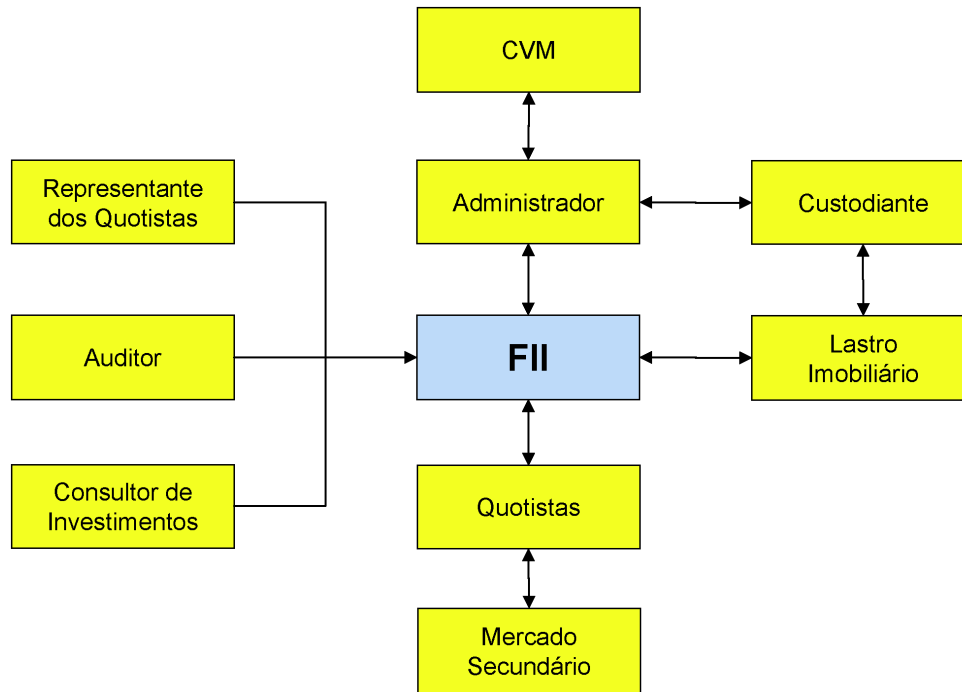 CVM
Representante
dos Quotistas
Administrador
Custodiante
Auditor
FII
Lastro
Imobiliário
Consultor de
Investimentos
Quotistas
Mercado
Secundário